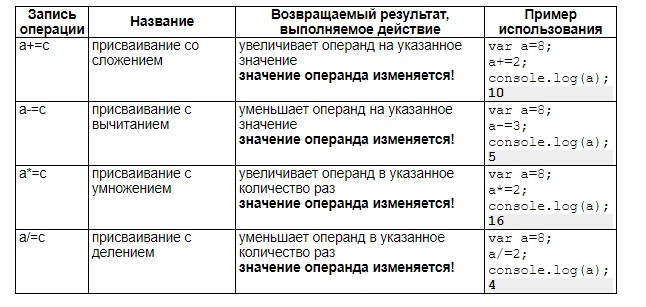 Запись операции
Название
Возвращаемый результат, выполняемое действие
Пример использования
a+=c
присваивание со сложением
увеличивает операнд на указанное значение
значение операнда изменяется!
var a=8;
a+=2;
console.log(a);
10
a-=c
присваивание с вычитанием
уменьшает операнд на указанное значение
значение операнда изменяется!
var a=8;
a-=3;
console.log(a);
5
a*=c
присваивание с умножением
увеличивает операнд в указанное количество раз
значение операнда изменяется!
var a=8;
a*=2;
console.log(a);
16
a/=c
присваивание с делением
уменьшает операнд в указанное количество раз
значение операнда изменяется!
var a=8;
a/=2;
console.log(a);
4